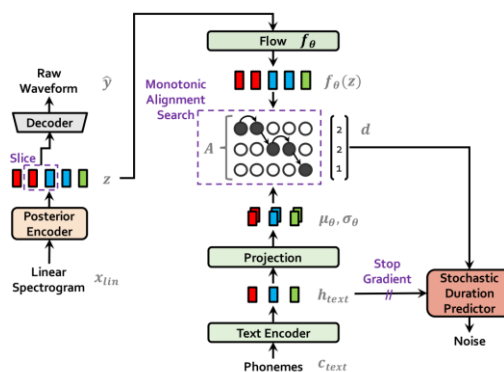 Flow f_θ
Raw
Waveform
ŷ
Monotonic
Alignment
Search
f_θ(z)
Decoder
Slice
A
2
2
1
d
z
Posterior
Encoder
μ_θ, σ_θ
Linear
Spectrogram
x_lin
Projection
Stop
Gradient
h_text
Stochastic
Duration
Predictor
Text Encoder
Noise
Phonemes
c_text